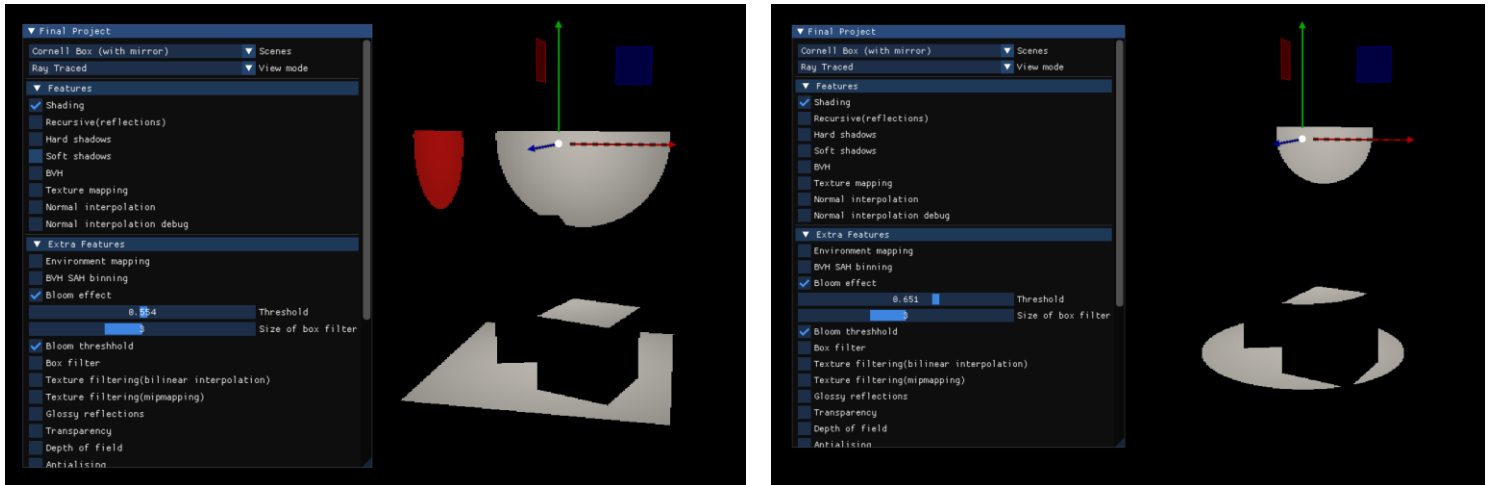 Final Project
Cornell Box (with mirror) Scenes
Ray Traced View mode
Features
Shading
Recursive(reflections)
Hard shadows
Soft shadows
BVH
Texture mapping
Normal interpolation
Normal interpolation debug
Extra Features
Environment mapping
BVH SAH binning
Bloom effect
0.554 Threshold
3 Size of box filter
Bloom threshhold
Box filter
Texture filtering(bilinear interpolation)
Texture filtering(mipmapping)
Glossy reflections
Transparency
Depth of field
Antialising
Final Project
Cornell Box (with mirror) Scenes
Ray Traced View mode
Features
Shading
Recursive(reflections)
Hard shadows
Soft shadows
BVH
Texture mapping
Normal interpolation
Normal interpolation debug
Extra Features
Environment mapping
BVH SAH binning
Bloom effect
0.651 Threshold
3 Size of box filter
Bloom threshhold
Box filter
Texture filtering(bilinear interpolation)
Texture filtering(mipmapping)
Glossy reflections
Transparency
Depth of field
Antialising